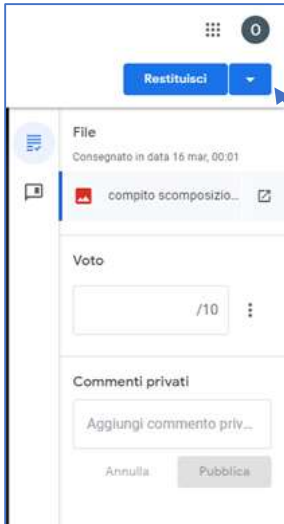 O
Restituisci
File
Consegnato in data 16 mar, 00:01
compito scomposizio...
Voto
/10
Commenti privati
Aggiungi commento priv...
Annulla Pubblica